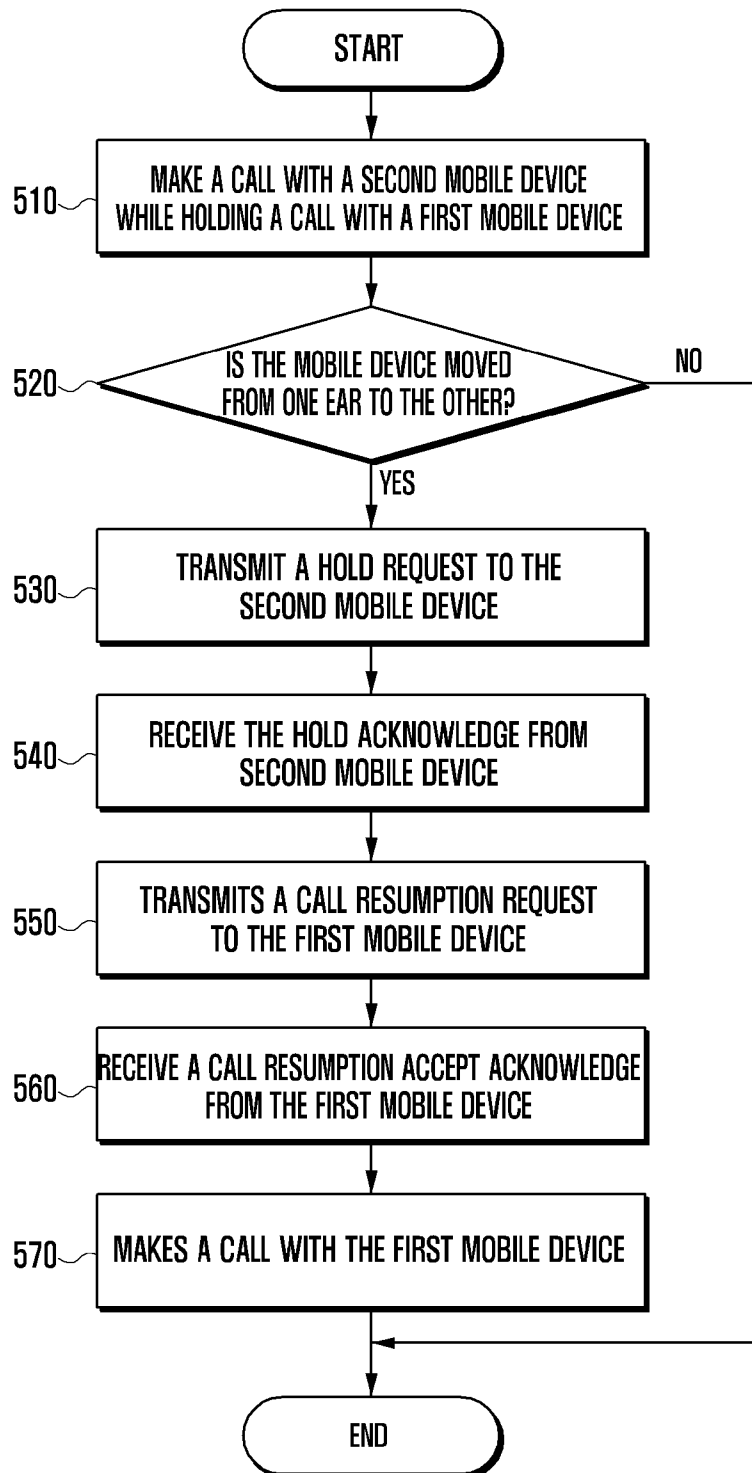 START
510
MAKE A CALL WITH A SECOND MOBILE DEVICE
WHILE HOLDING A CALL WITH A FIRST MOBILE DEVICE
520
IS THE MOBILE DEVICE MOVED
FROM ONE EAR TO THE OTHER?
NO
YES
530
TRANSMIT A HOLD REQUEST TO THE
SECOND MOBILE DEVICE
540
RECEIVE THE HOLD ACKNOWLEDGE FROM
SECOND MOBILE DEVICE
550
TRANSMITS A CALL RESUMPTION REQUEST
TO THE FIRST MOBILE DEVICE
560
RECEIVE A CALL RESUMPTION ACCEPT ACKNOWLEDGE
FROM THE FIRST MOBILE DEVICE
570
MAKES A CALL WITH THE FIRST MOBILE DEVICE
END